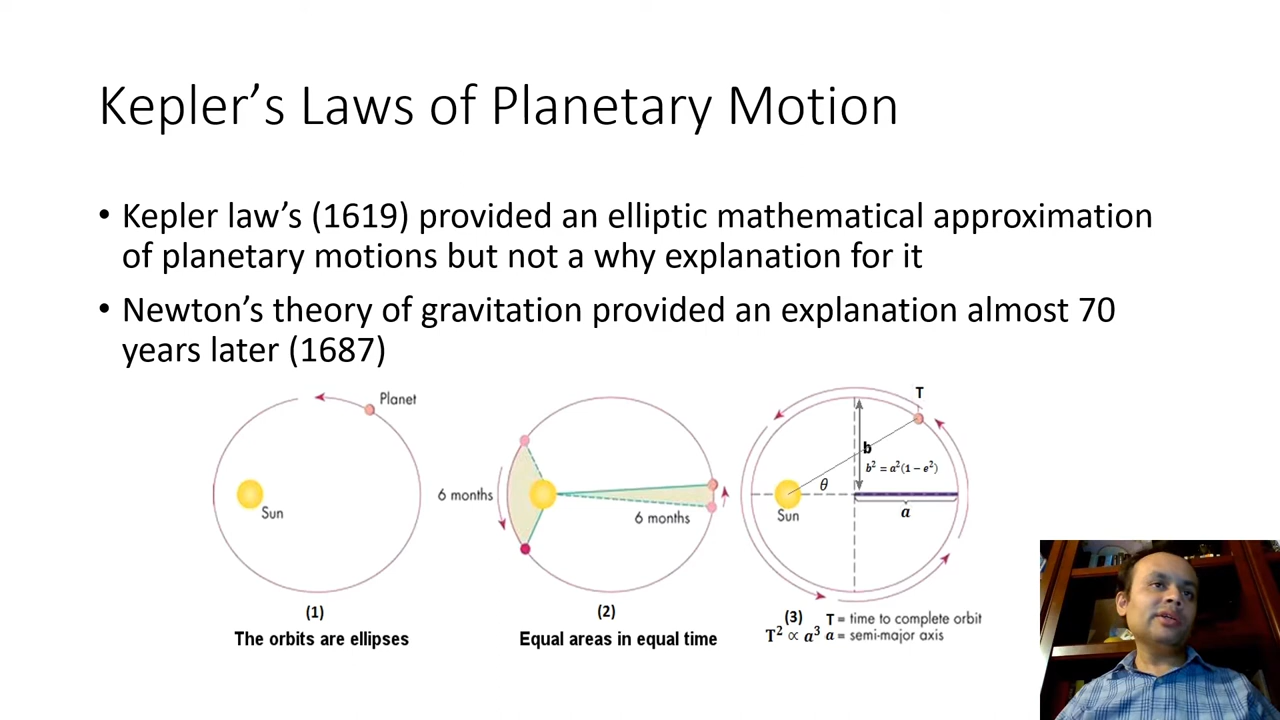 Kepler’s Laws of Planetary Motion
• Kepler law’s (1619) provided an elliptic mathematical approximation
of planetary motions but not a why explanation for it
• Newton’s theory of gravitation provided an explanation almost 70
years later (1687)
Planet
Sun
(1)
The orbits are ellipses
6 months
6 months
(2)
Equal areas in equal time
T
b
b² = a²(1 − e²)
θ
Sun
a
(3) T = time to complete orbit
T² ∝ a³ a = semi-major axis